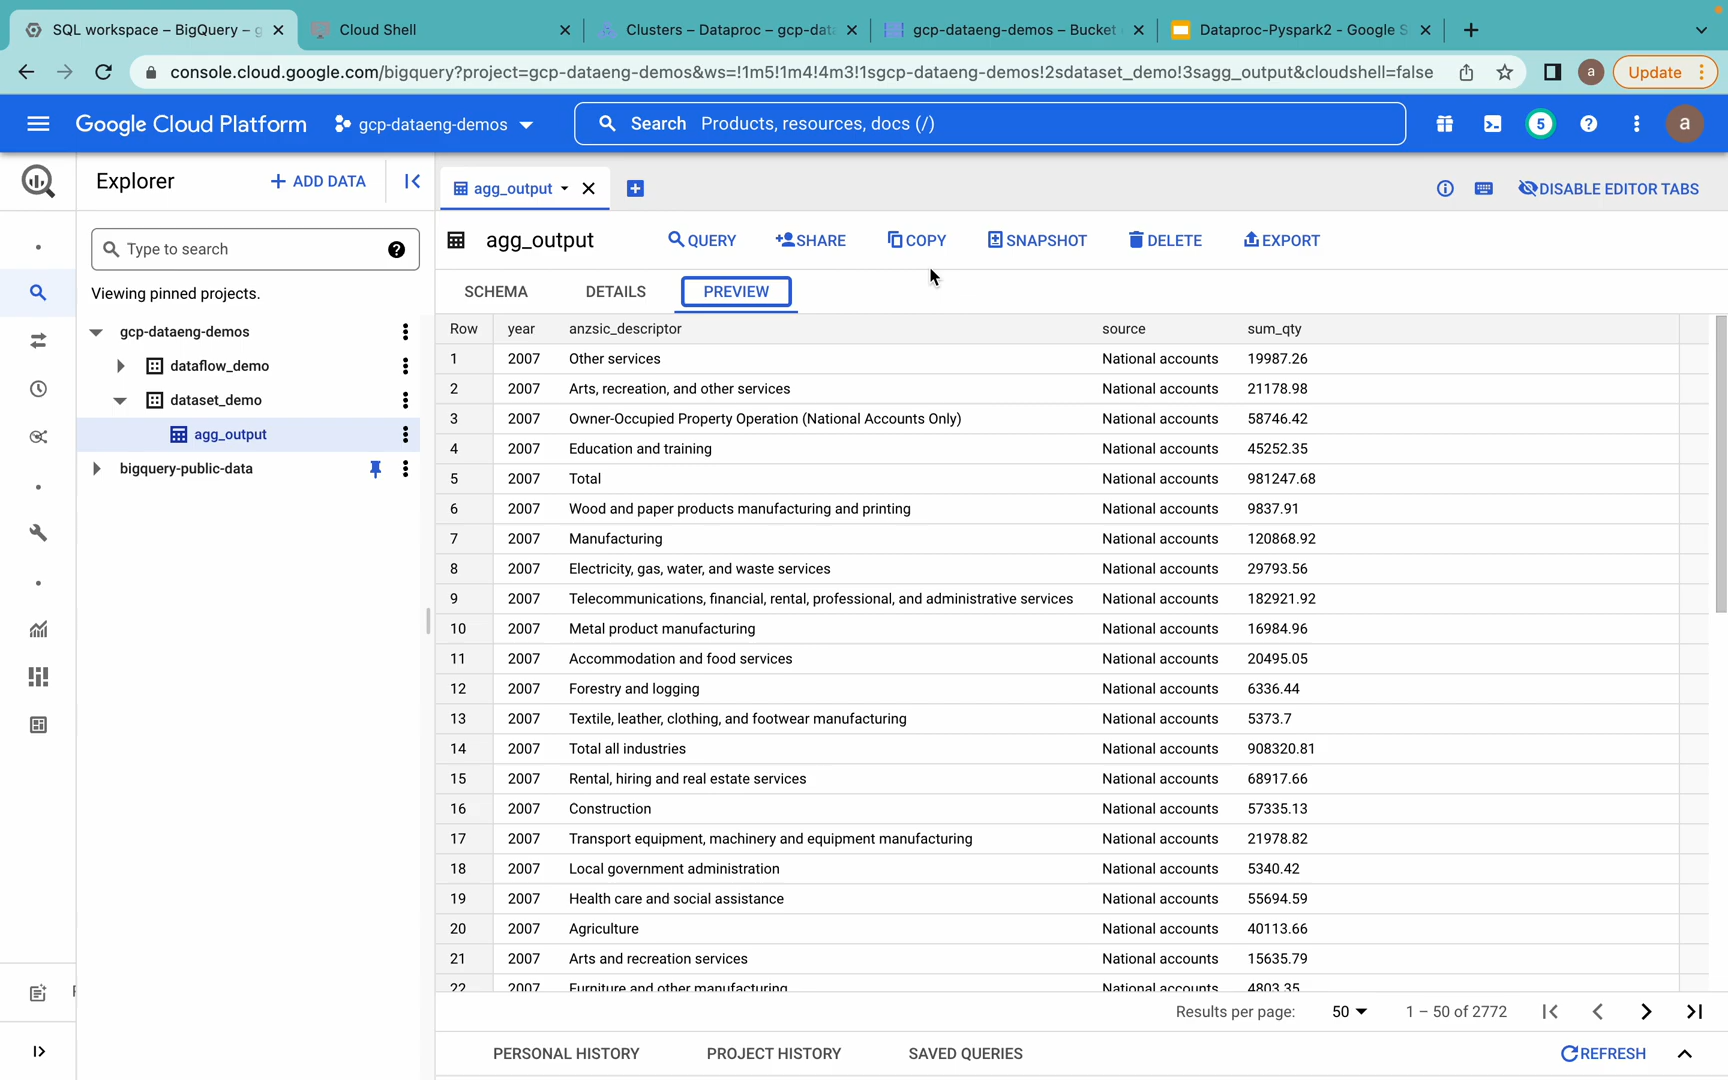 SQL workspace – BigQuery – g
Cloud Shell
Clusters – Dataproc – gcp-data
gcp-dataeng-demos – Bucket
Dataproc-Pyspark2 - Google S
console.cloud.google.com/bigquery?project=gcp-dataeng-demos&ws=!1m5!1m4!4m3!1sgcp-dataeng-demos!2sdataset_demo!3sagg_output&cloudshell=false
a
Update
Google Cloud Platform
gcp-dataeng-demos
Search Products, resources, docs (/)
5
a
Explorer
+ ADD DATA
agg_output
DISABLE EDITOR TABS
Type to search
agg_output
QUERY
SHARE
COPY
SNAPSHOT
DELETE
EXPORT
Viewing pinned projects.
SCHEMA
DETAILS
PREVIEW
gcp-dataeng-demos
dataflow_demo
dataset_demo
agg_output
bigquery-public-data
Row year anzsic_descriptor source sum_qty
1 2007 Other services National accounts 19987.26
2 2007 Arts, recreation, and other services National accounts 21178.98
3 2007 Owner-Occupied Property Operation (National Accounts Only) National accounts 58746.42
4 2007 Education and training National accounts 45252.35
5 2007 Total National accounts 981247.68
6 2007 Wood and paper products manufacturing and printing National accounts 9837.91
7 2007 Manufacturing National accounts 120868.92
8 2007 Electricity, gas, water, and waste services National accounts 29793.56
9 2007 Telecommunications, financial, rental, professional, and administrative services National accounts 182921.92
10 2007 Metal product manufacturing National accounts 16984.96
11 2007 Accommodation and food services National accounts 20495.05
12 2007 Forestry and logging National accounts 6336.44
13 2007 Textile, leather, clothing, and footwear manufacturing National accounts 5373.7
14 2007 Total all industries National accounts 908320.81
15 2007 Rental, hiring and real estate services National accounts 68917.66
16 2007 Construction National accounts 57335.13
17 2007 Transport equipment, machinery and equipment manufacturing National accounts 21978.82
18 2007 Local government administration National accounts 5340.42
19 2007 Health care and social assistance National accounts 55694.59
20 2007 Agriculture National accounts 40113.66
21 2007 Arts and recreation services National accounts 15635.79
22 2007 Furniture and other manufacturing National accounts 4803.35
Results per page: 50 1 – 50 of 2772
PERSONAL HISTORY
PROJECT HISTORY
SAVED QUERIES
REFRESH